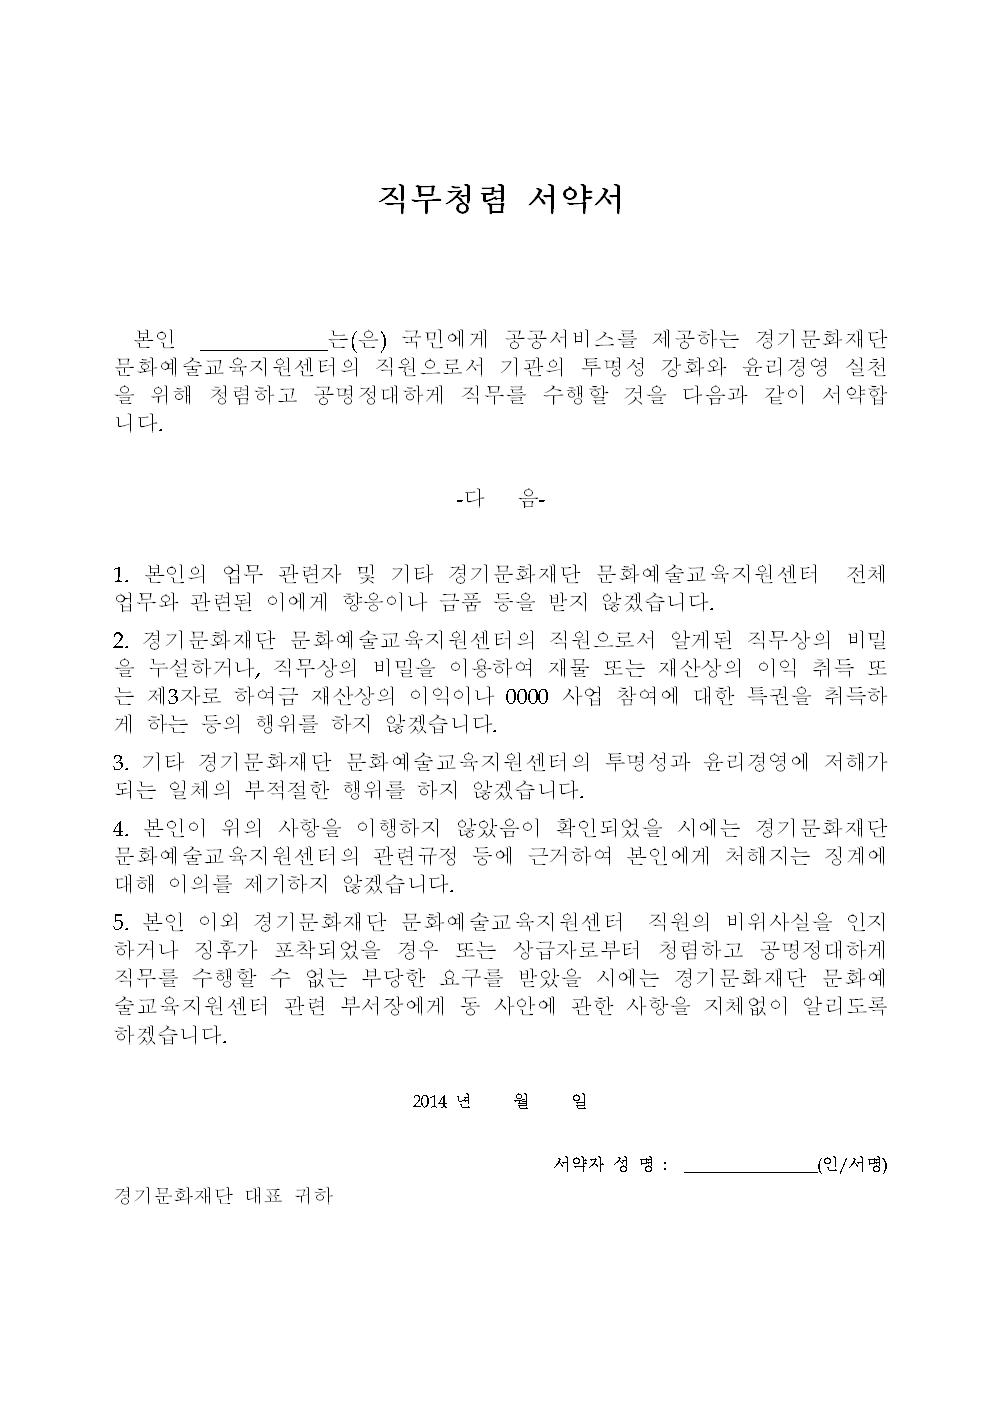 직무청렴 서약서
본인 ____________는(은) 국민에게 공공서비스를 제공하는 경기문화재단
문화예술교육지원센터의 직원으로서 기관의 투명성 강화와 윤리경영 실천
을 위해 청렴하고 공명정대하게 직무를 수행할 것을 다음과 같이 서약합
니다.
-다 음-
1. 본인의 업무 관련자 및 기타 경기문화재단 문화예술교육지원센터 전체
업무와 관련된 이에게 향응이나 금품 등을 받지 않겠습니다.
2. 경기문화재단 문화예술교육지원센터의 직원으로서 알게된 직무상의 비밀
을 누설하거나, 직무상의 비밀을 이용하여 재물 또는 재산상의 이익 취득 또
는 제3자로 하여금 재산상의 이익이나 0000 사업 참여에 대한 특권을 취득하
게 하는 등의 행위를 하지 않겠습니다.
3. 기타 경기문화재단 문화예술교육지원센터의 투명성과 윤리경영에 저해가
되는 일체의 부적절한 행위를 하지 않겠습니다.
4. 본인이 위의 사항을 이행하지 않았음이 확인되었을 시에는 경기문화재단
문화예술교육지원센터의 관련규정 등에 근거하여 본인에게 처해지는 징계에
대해 이의를 제기하지 않겠습니다.
5. 본인 이외 경기문화재단 문화예술교육지원센터 직원의 비위사실을 인지
하거나 징후가 포착되었을 경우 또는 상급자로부터 청렴하고 공명정대하게
직무를 수행할 수 없는 부당한 요구를 받았을 시에는 경기문화재단 문화예
술교육지원센터 관련 부서장에게 동 사안에 관한 사항을 지체없이 알리도록
하겠습니다.
2014 년 월 일
서약자 성 명 : ______________(인/서명)
경기문화재단 대표 귀하